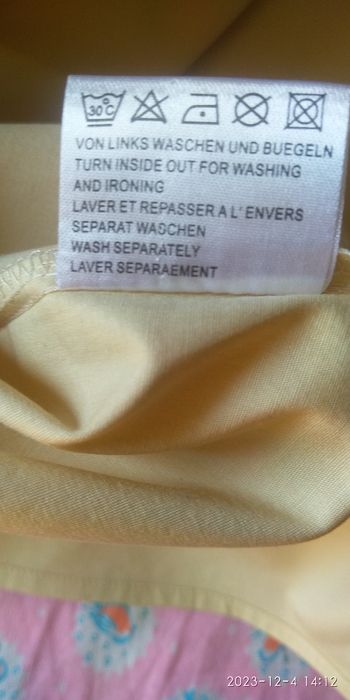 30°C
VON LINKS WASCHEN UND BUEGELN
TURN INSIDE OUT FOR WASHING
AND IRONING
LAVER ET REPASSER A L' ENVERS
SEPARAT WASCHEN
WASH SEPARATELY
LAVER SEPARAEMENT
2023-12-4 14:12